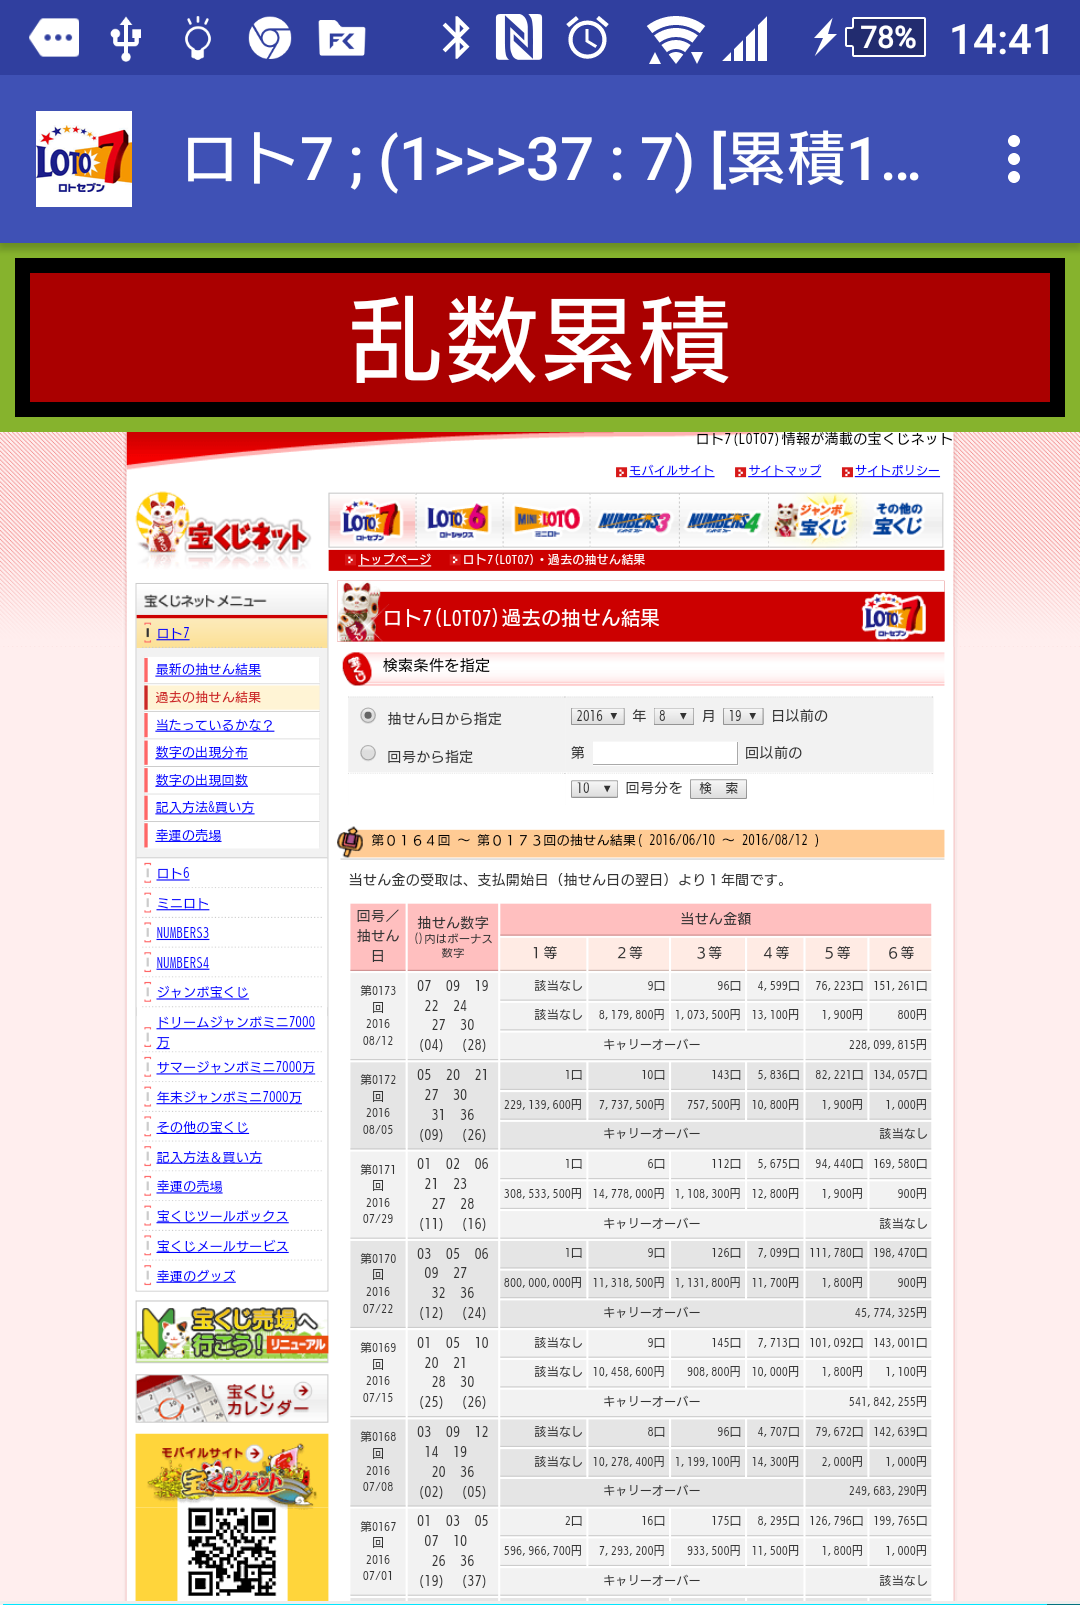 78% 14:41
LOTO 7 ロトセブン
ロト7 ; (1>>>37 : 7) [累積1...
乱数累積
ロト7(LOTO7)情報が満載の宝くじネット
モバイルサイト サイトマップ サイトポリシー
宝くじネット
LOTO 7 ロトセブン LOTO 6 ロトシックス MINI LOTO ミニロト NUMBERS3 NUMBERS4 ジャンボ宝くじ その他の宝くじ
トップページ ロト7(LOTO7)・過去の抽せん結果
宝くじネット メニュー
ロト7
最新の抽せん結果
過去の抽せん結果
当たっているかな?
数字の出現分布
数字の出現回数
記入方法&買い方
幸運の売場
ロト6
ミニロト
NUMBERS3
NUMBERS4
ジャンボ宝くじ
ドリームジャンボミニ7000
万
サマージャンボミニ7000万
年末ジャンボミニ7000万
その他の宝くじ
記入方法＆買い方
幸運の売場
宝くじツールボックス
宝くじメールサービス
幸運のグッズ
宝くじ売場へ
行こう! リニューアル
宝くじ
カレンダー
モバイルサイト
宝くじゲット
ロト7(LOTO7)過去の抽せん結果
LOTO 7 ロトセブン
検索条件を指定
抽せん日から指定 2016 年 8 月 19 日以前の
回号から指定 第 回以前の
10 回号分を 検 索
第０１６４回 ～ 第０１７３回の抽せん結果( 2016/06/10 ～ 2016/08/12 )
当せん金の受取は、支払開始日（抽せん日の翌日）より１年間です。
回号／
抽せん
日
抽せん数字
()内はボーナス
数字
当せん金額
１等 ２等 ３等 ４等 ５等 ６等
第0173
回
2016
08/12
07 09 19
22 24
27 30
(04) (28)
該当なし 9口 96口 4,599口 76,223口 151,261口
該当なし 8,179,800円 1,073,500円 13,100円 1,900円 800円
キャリーオーバー 228,099,815円
第0172
回
2016
08/05
05 20 21
27 30
31 36
(09) (26)
1口 10口 143口 5,836口 82,221口 134,057口
229,139,600円 7,737,500円 757,500円 10,800円 1,900円 1,000円
キャリーオーバー 該当なし
第0171
回
2016
07/29
01 02 06
21 23
27 28
(11) (16)
1口 6口 112口 5,675口 94,440口 169,580口
308,533,500円 14,778,000円 1,108,300円 12,800円 1,900円 900円
キャリーオーバー 該当なし
第0170
回
2016
07/22
03 05 06
09 27
32 36
(12) (24)
1口 9口 126口 7,099口 111,780口 198,470口
800,000,000円 11,318,500円 1,131,800円 11,700円 1,800円 900円
キャリーオーバー 45,774,325円
第0169
回
2016
07/15
01 05 10
20 21
28 30
(25) (26)
該当なし 9口 145口 7,713口 101,092口 143,001口
該当なし 10,458,600円 908,800円 10,000円 1,800円 1,100円
キャリーオーバー 541,842,255円
第0168
回
2016
07/08
03 09 12
14 19
20 36
(02) (05)
該当なし 8口 96口 4,707口 79,672口 142,639口
該当なし 10,278,400円 1,199,100円 14,300円 2,000円 1,000円
キャリーオーバー 249,683,290円
第0167
回
2016
07/01
01 03 05
07 10
26 36
(19) (37)
2口 16口 175口 8,295口 126,796口 199,765口
596,966,700円 7,293,200円 933,500円 11,500円 1,800円 1,000円
キャリーオーバー 該当なし